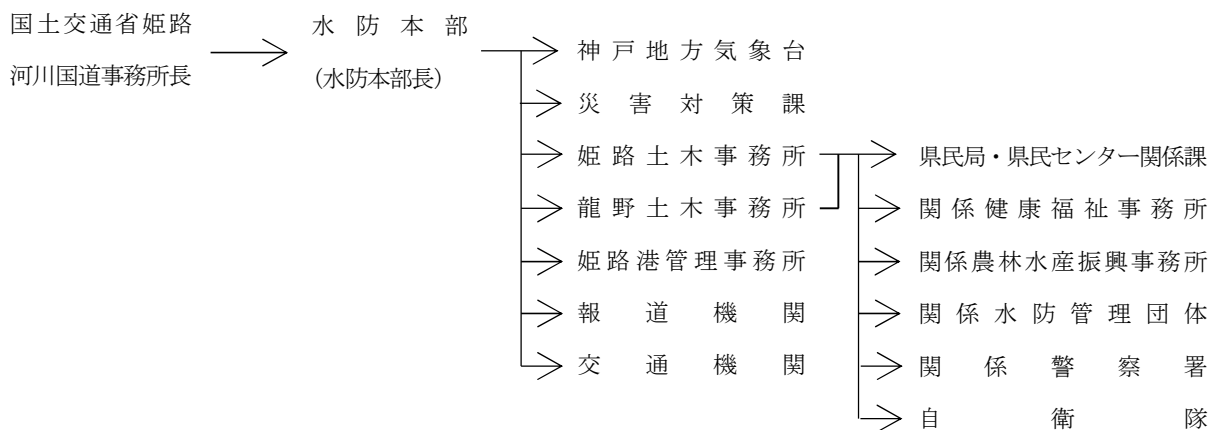 国土交通省姫路
河川国道事務所長
水防本部
(水防本部長)
神戸地方気象台
災害対策課
姫路土木事務所
龍野土木事務所
姫路港管理事務所
報道機関
交通機関
県民局・県民センター関係課
関係健康福祉事務所
関係農林水産振興事務所
関係水防管理団体
関係警察署
自衛隊